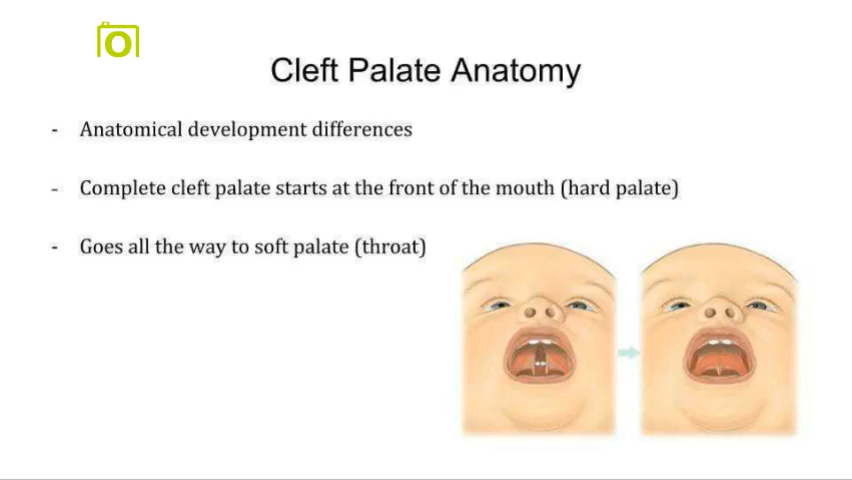 Cleft Palate Anatomy
- Anatomical development differences
- Complete cleft palate starts at the front of the mouth (hard palate)
- Goes all the way to soft palate (throat)